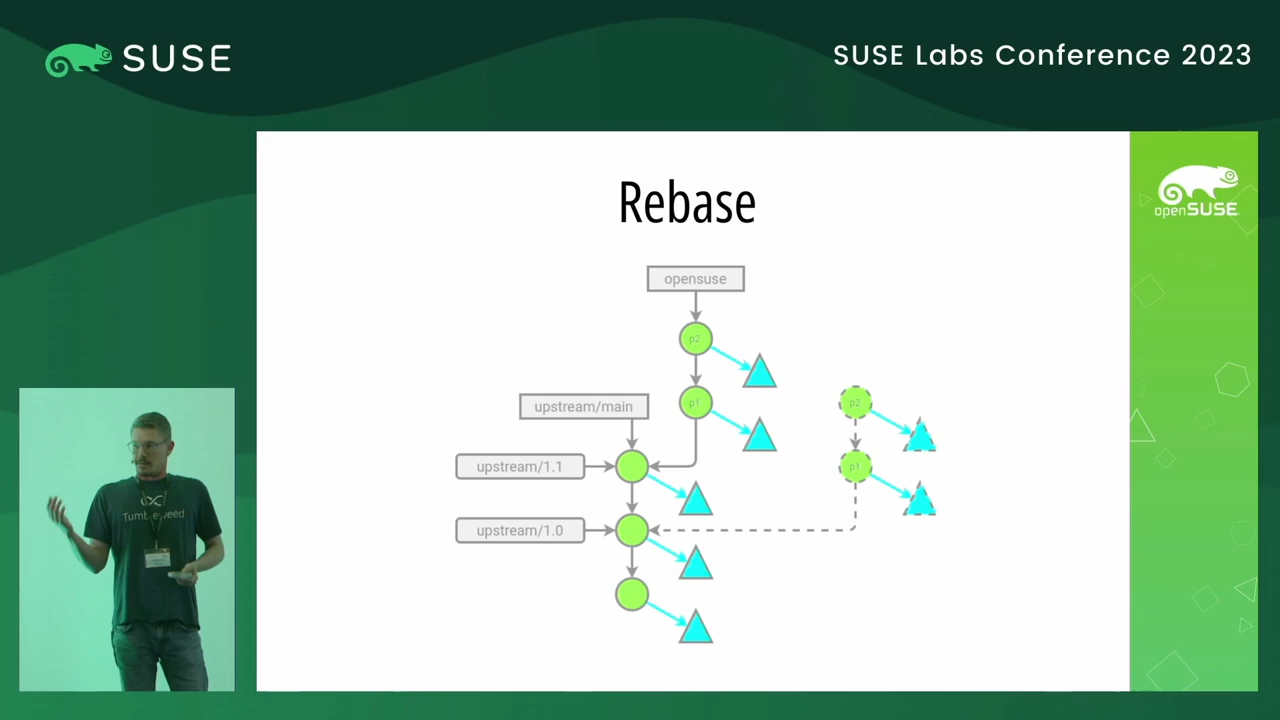 SUSE
SUSE Labs Conference 2023
Rebase
openSUSE
opensuse
p2'
upstream/main
p1'
p2
upstream/1.1
p1
upstream/1.0
Tumbleweed